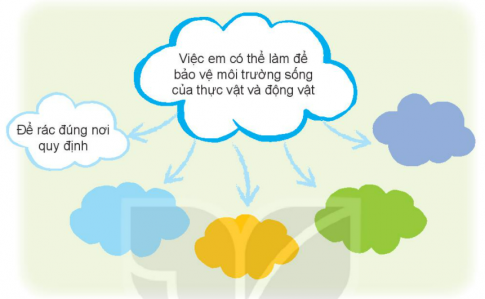 Việc em có thể làm để
bảo vệ môi trường sống
của thực vật và động vật
Để rác đúng nơi
quy định